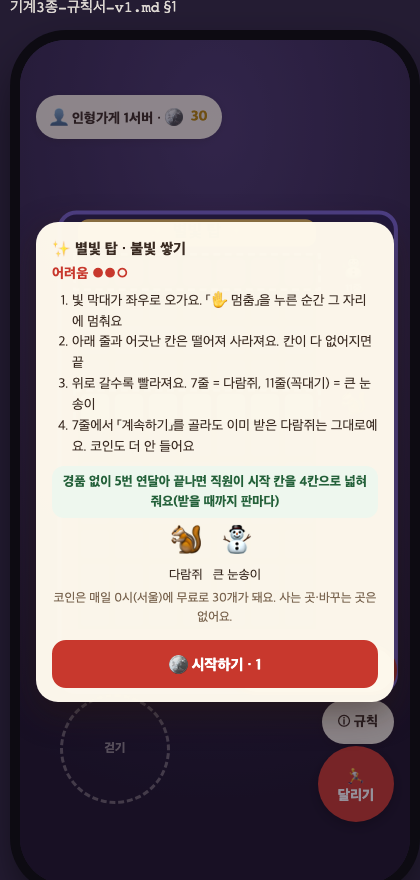 기계3종-규칙서-v1.md §1
인형가게 1서버 · 30
✨ 별빛 탑 · 불빛 쌓기
어려움 ●●○
1. 빛 막대가 좌우로 오가요. 「✋ 멈춤」을 누른 순간 그 자리
에 멈춰요
2. 아래 줄과 어긋난 칸은 떨어져 사라져요. 칸이 다 없어지면
끝
3. 위로 갈수록 빨라져요. 7줄 = 다람쥐, 11줄(꼭대기) = 큰 눈
송이
4. 7줄에서 「계속하기」를 골라도 이미 받은 다람쥐는 그대로예
요. 코인도 더 안 들어요
경품 없이 5번 연달아 끝나면 직원이 시작 칸을 4칸으로 넓혀
줘요(받을 때까지 판마다)
다람쥐 큰 눈송이
코인은 매일 0시(서울)에 무료로 30개가 돼요. 사는 곳·바꾸는 곳은
없어요.
시작하기 · 1
ⓘ 규칙
걷기
달리기